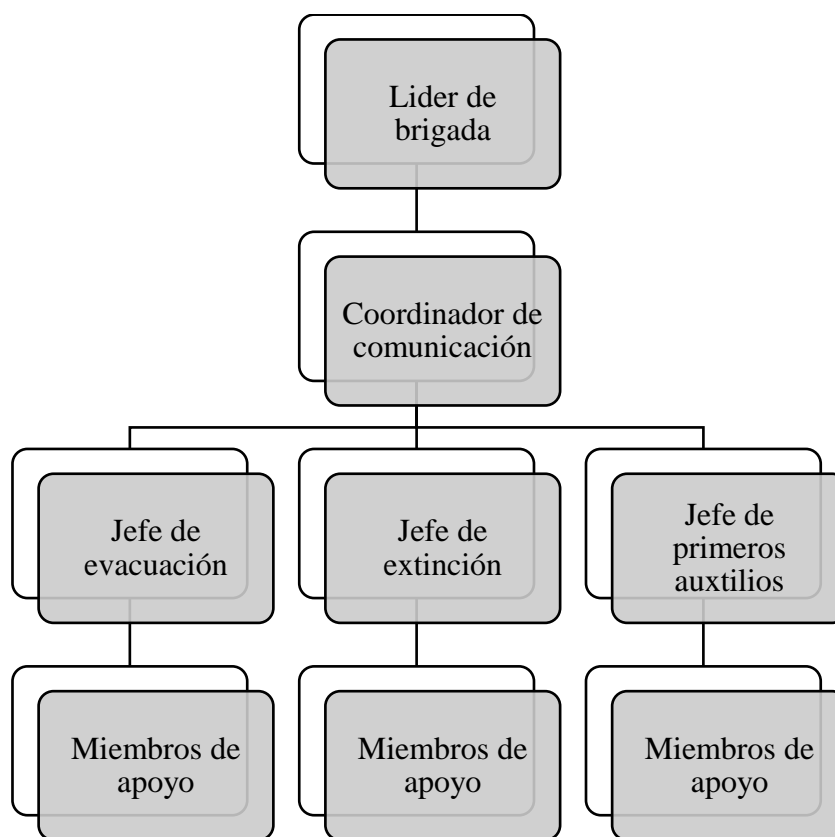 Lider de
brigada
Coordinador de
comunicación
Jefe de
evacuación
Jefe de
extinción
Jefe de
primeros
auxtilios
Miembros de
apoyo
Miembros de
apoyo
Miembros de
apoyo